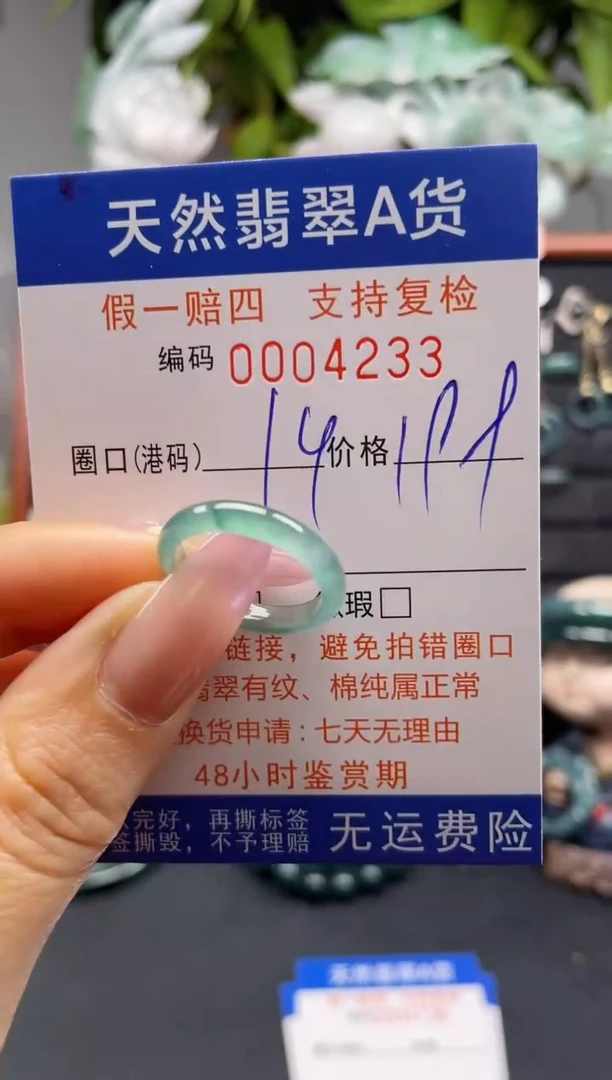 天然翡翠A货
假一赔四 支持复检
编码 0004233
圈口(港码) 14 价格
瑕□
链接，避免拍错圈口
翡翠有纹、棉纯属正常
换货申请：七天无理由
48小时鉴赏期
完好，再撕标签
签撕毁，不予理赔 无运费险